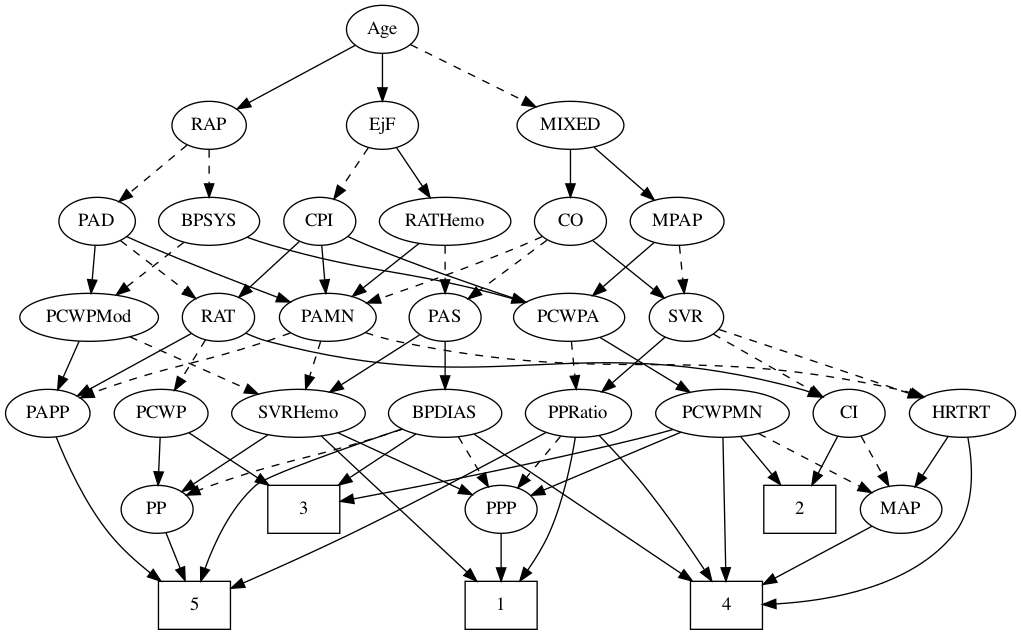 Age
RAP
EjF
MIXED
PAD
BPSYS
CPI
RATHemo
CO
MPAP
PCWPMod
RAT
PAMN
PAS
PCWPA
SVR
PAPP
PCWP
SVRHemo
BPDIAS
PPRatio
PCWPMN
CI
HRTRT
PP
3
PPP
2
MAP
5
1
4